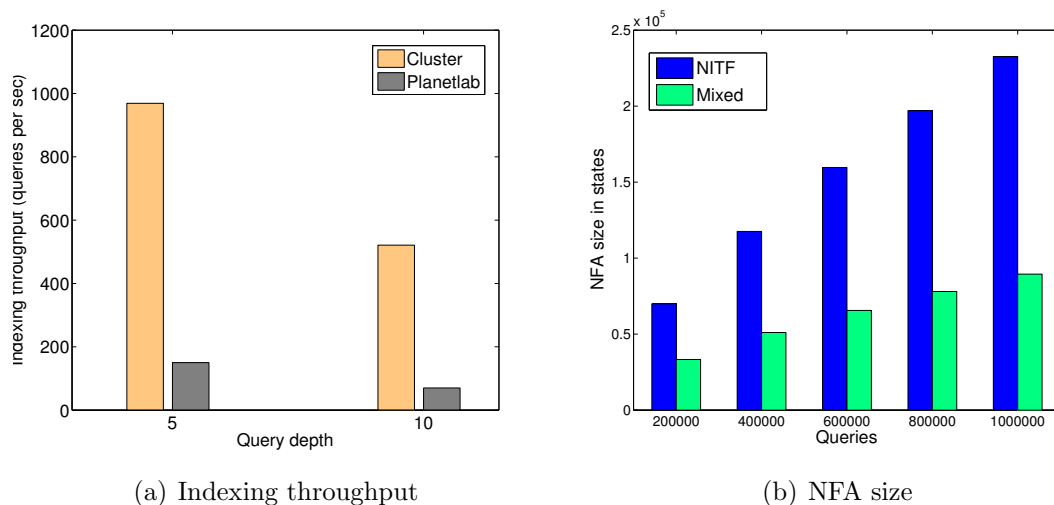 1200
1000
800
600
400
200
0
5
10
Query depth
Indexing throughput (queries per sec)
Cluster
Planetlab
(a) Indexing throughput
x 10^5
2.5
2
1.5
1
0.5
0
200000
400000
600000
800000
1000000
Queries
NFA size in states
NITF
Mixed
(b) NFA size